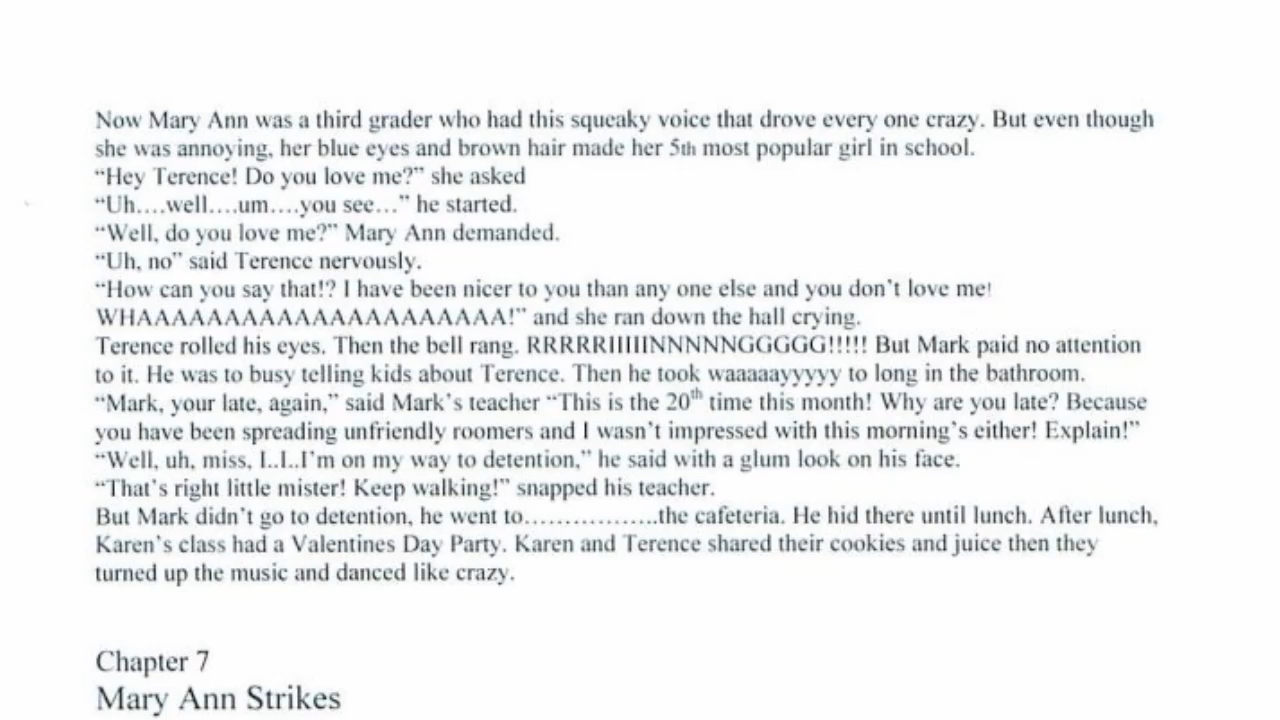 Now Mary Ann was a third grader who had this squeaky voice that drove every one crazy. But even though
she was annoying, her blue eyes and brown hair made her 5th most popular girl in school.
“Hey Terence! Do you love me?” she asked
“Uh….well….um….you see…” he started.
“Well, do you love me?” Mary Ann demanded.
“Uh, no” said Terence nervously.
“How can you say that!? I have been nicer to you than any one else and you don’t love me!
WHAAAAAAAAAAAAAAAAAAAAA!” and she ran down the hall crying.
Terence rolled his eyes. Then the bell rang. RRRRRIIIIINNNNNGGGGG!!!!! But Mark paid no attention
to it. He was to busy telling kids about Terence. Then he took waaaaayyyyy to long in the bathroom.
“Mark, your late, again,” said Mark’s teacher “This is the 20th time this month! Why are you late? Because
you have been spreading unfriendly roomers and I wasn’t impressed with this morning’s either! Explain!”
“Well, uh, miss, I..I..I’m on my way to detention,” he said with a glum look on his face.
“That’s right little mister! Keep walking!” snapped his teacher.
But Mark didn’t go to detention, he went to……………..the cafeteria. He hid there until lunch. After lunch,
Karen’s class had a Valentines Day Party. Karen and Terence shared their cookies and juice then they
turned up the music and danced like crazy.
Chapter 7
Mary Ann Strikes